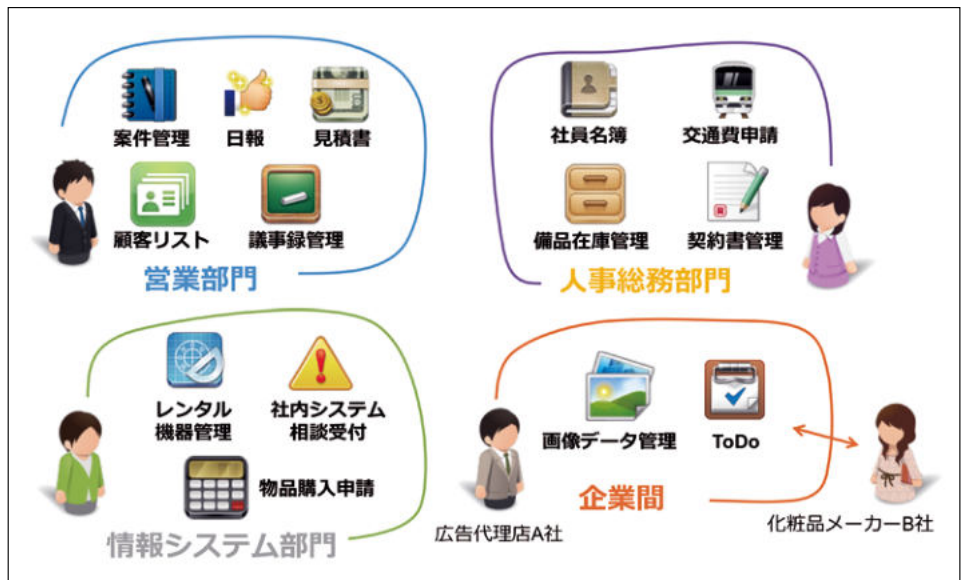 案件管理
日報
見積書
顧客リスト
議事録管理
営業部門
社員名簿
交通費申請
備品在庫管理
契約書管理
人事総務部門
レンタル
機器管理
社内システム
相談受付
物品購入申請
情報システム部門
画像データ管理
ToDo
企業間
広告代理店A社
化粧品メーカーB社